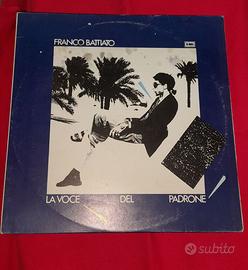 FRANCO BATTIATO
EMI
LA VOCE DEL PADRONE
subito